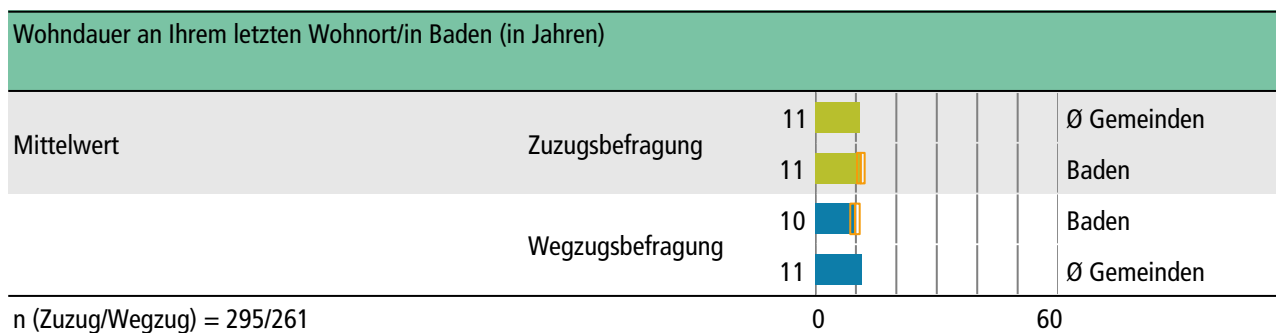 Wohndauer an Ihrem letzten Wohnort/in Baden (in Jahren)
11 Ø Gemeinden
Mittelwert Zuzugsbefragung
11 Baden
10 Baden
Wegzugsbefragung
11 Ø Gemeinden
n (Zuzug/Wegzug) = 295/261 0 60